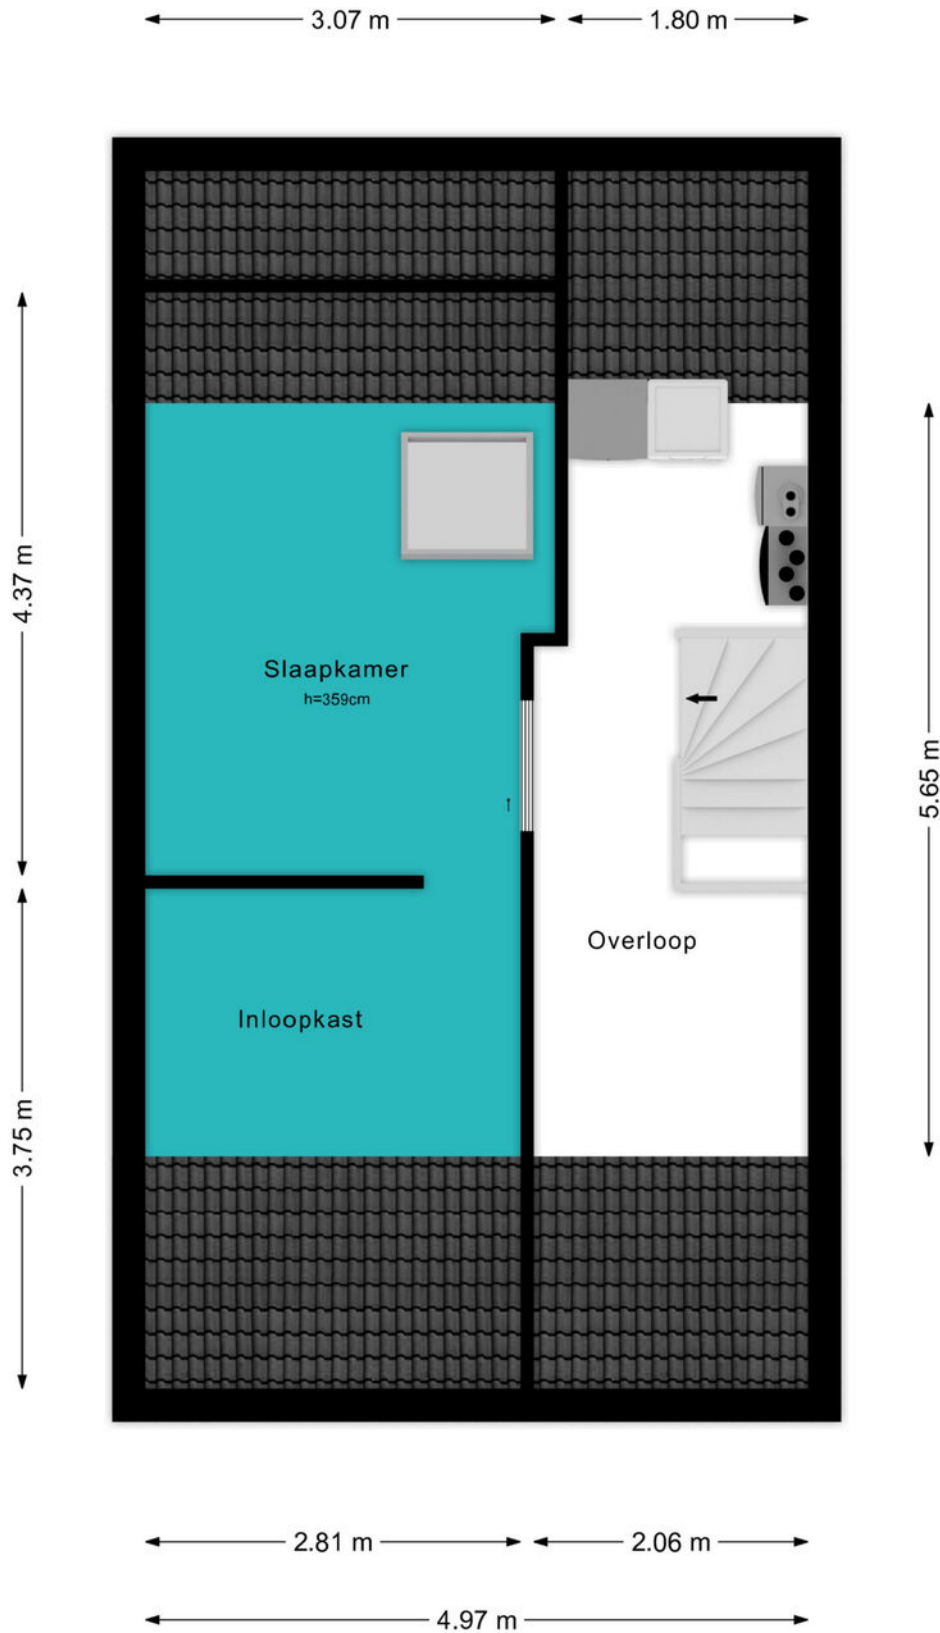 3.07 m
1.80 m
4.37 m
Slaapkamer
h=359cm
5.65 m
Overloop
Inloopkast
3.75 m
2.81 m
2.06 m
4.97 m